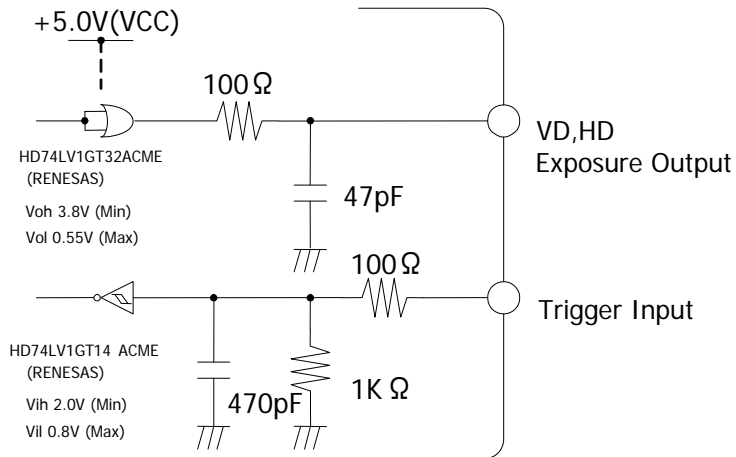 +5.0V(VCC)
100Ω
VD,HD
Exposure Output
HD74LV1GT32ACME
(RENESAS)
Voh 3.8V (Min)
Vol 0.55V (Max)
47pF
100Ω
Trigger Input
HD74LV1GT14 ACME
(RENESAS)
Vih 2.0V (Min)
Vil 0.8V (Max)
470pF
1K Ω